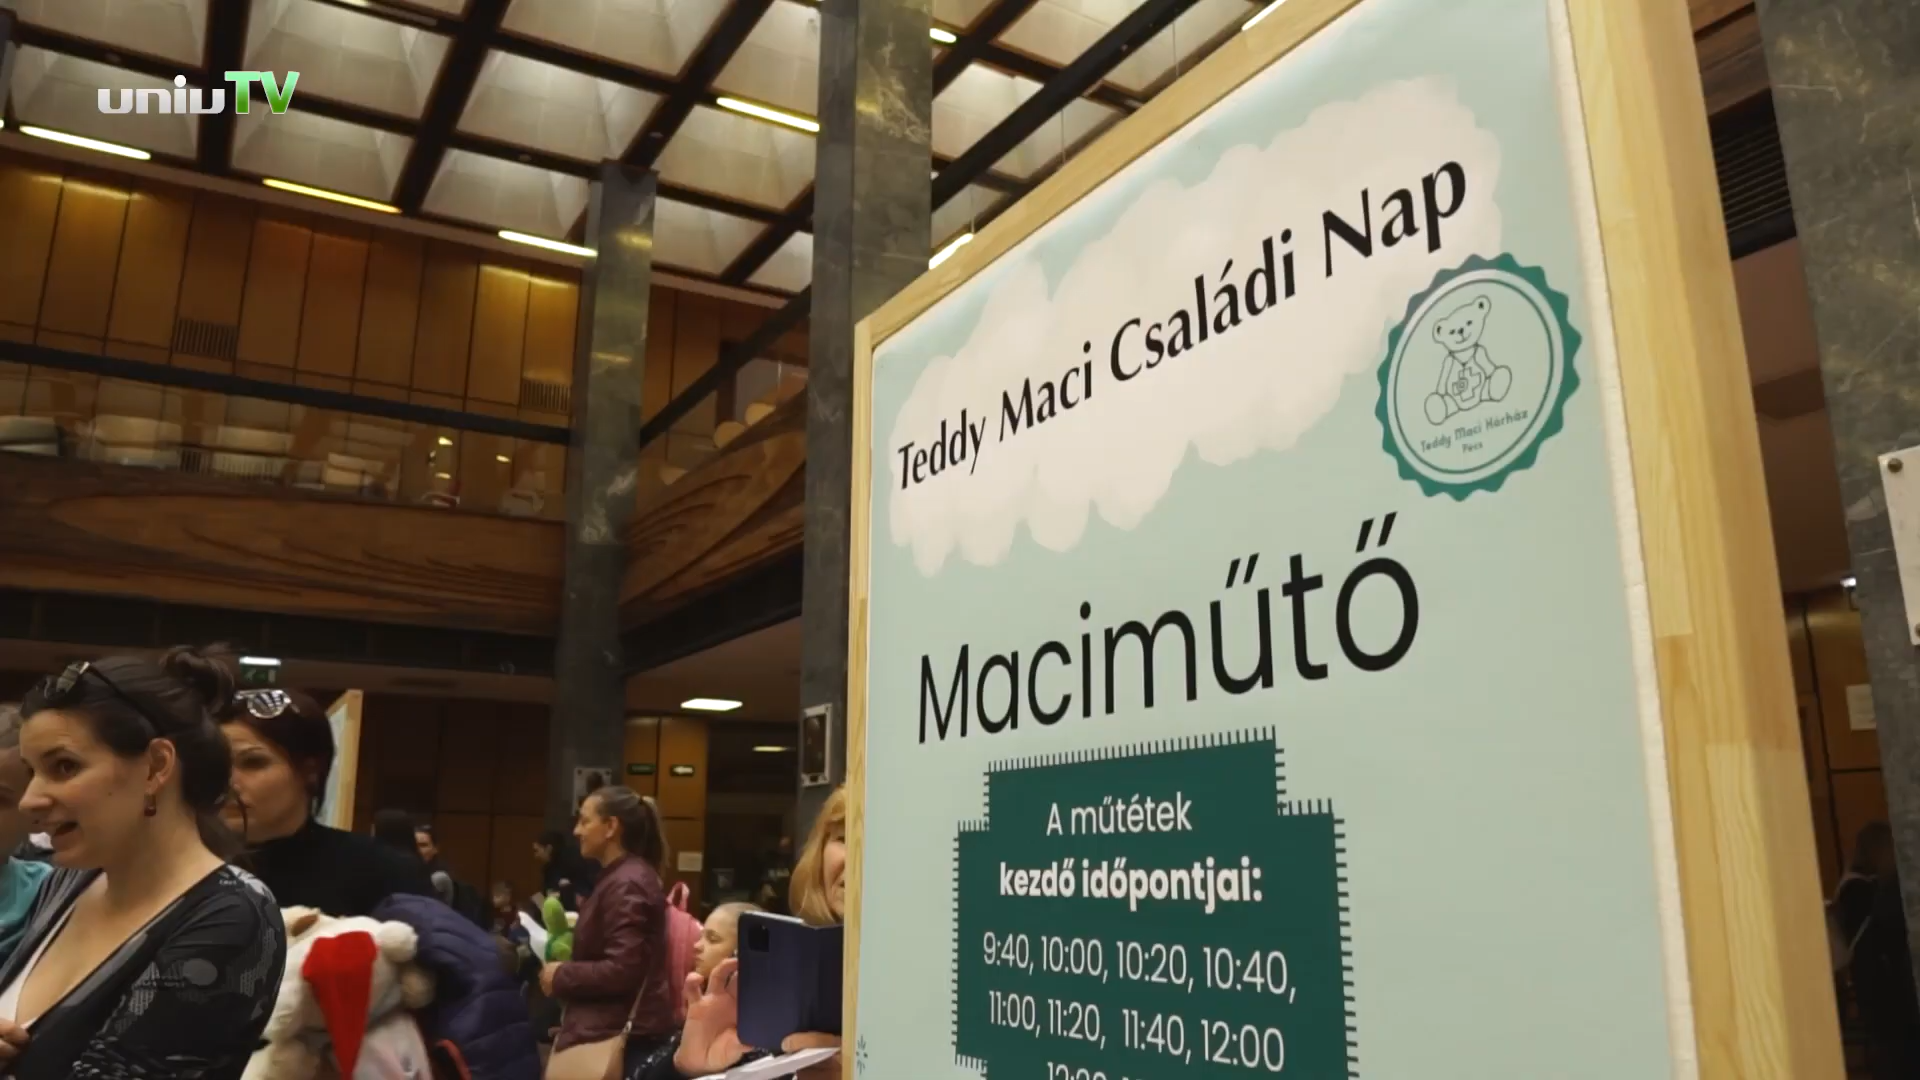 uniuTV
Teddy Maci Családi Nap
Teddy Maci Kórház
Pécs
Maciműtő
A műtétek
kezdő időpontjai:
9:40, 10:00, 10:20, 10:40,
11:00, 11:20, 11:40, 12:00